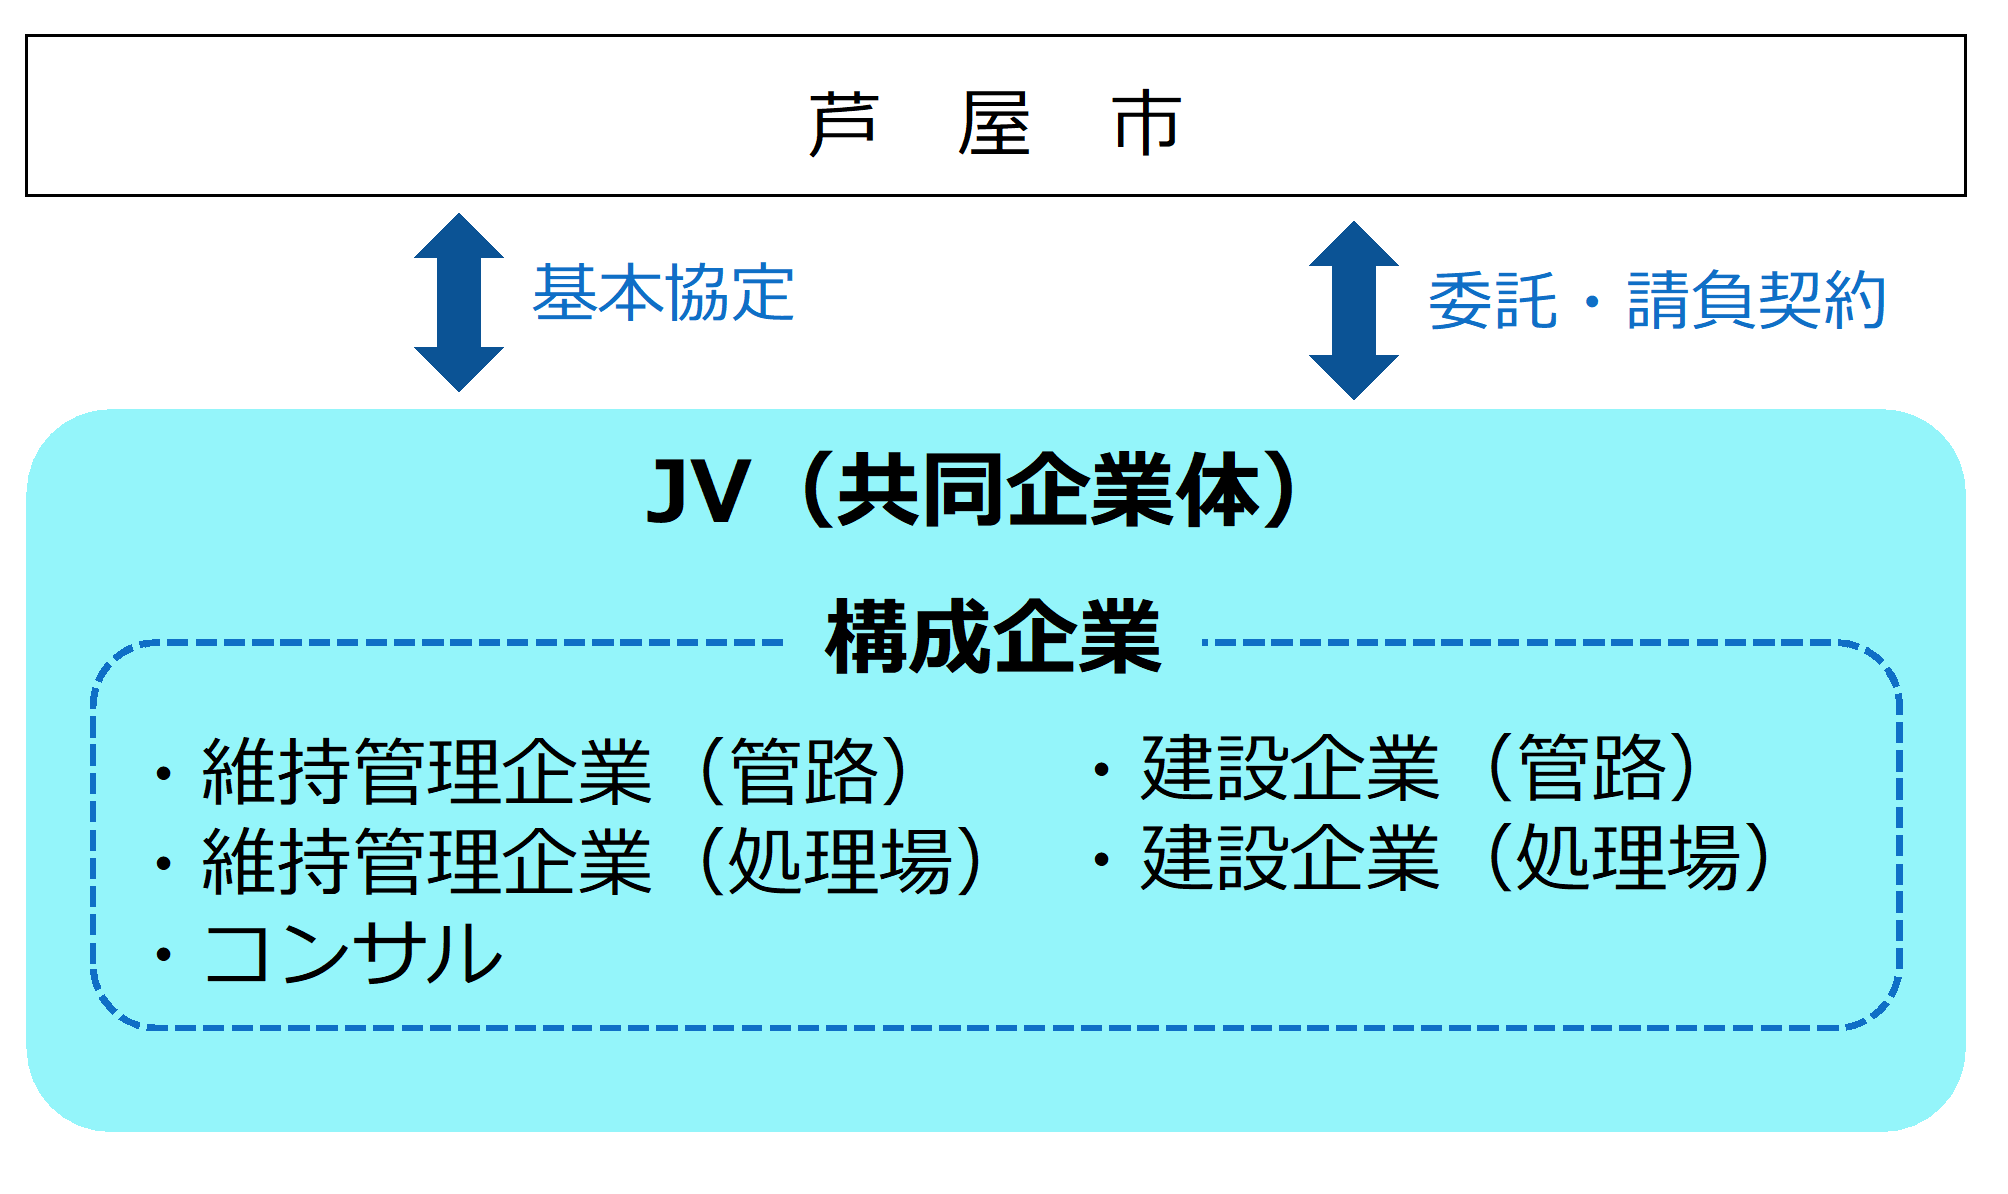 芦　屋　市
基本協定
委託・請負契約
JV（共同企業体）
構成企業
・維持管理企業（管路）
・維持管理企業（処理場）
・コンサル
・建設企業（管路）
・建設企業（処理場）